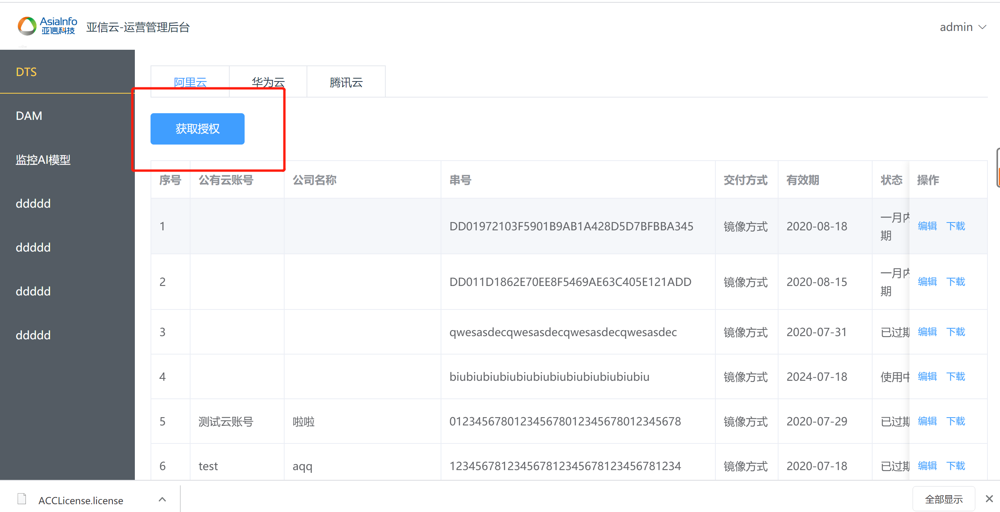 AsiaInfo
亚信科技
亚信云-运营管理后台
admin
DTS
DAM
监控AI模型
ddddd
ddddd
ddddd
ddddd
阿里云 华为云 腾讯云
获取授权
序号 公有云账号 公司名称 串号 交付方式 有效期 状态 操作
1 DD01972103F5901B9AB1A428D5D7BFBBA345 镜像方式 2020-08-18 一月内期 编辑 下载
2 DD011D1862E70EE8F5469AE63C405E121ADD 镜像方式 2020-08-15 一月内期 编辑 下载
3 qwesasdecqwesasdecqwesasdecqwesasdec 镜像方式 2020-07-31 已过期 编辑 下载
4 biubiubiubiubiubiubiubiubiubiubiubiu 镜像方式 2024-07-18 使用中 编辑 下载
5 测试云账号 啦啦 012345678012345678012345678012345678 镜像方式 2020-07-29 已过期 编辑 下载
6 test aqq 123456781234567812345678123456781234 镜像方式 2020-07-18 已过期 编辑 下载
ACCLicense.license
全部显示